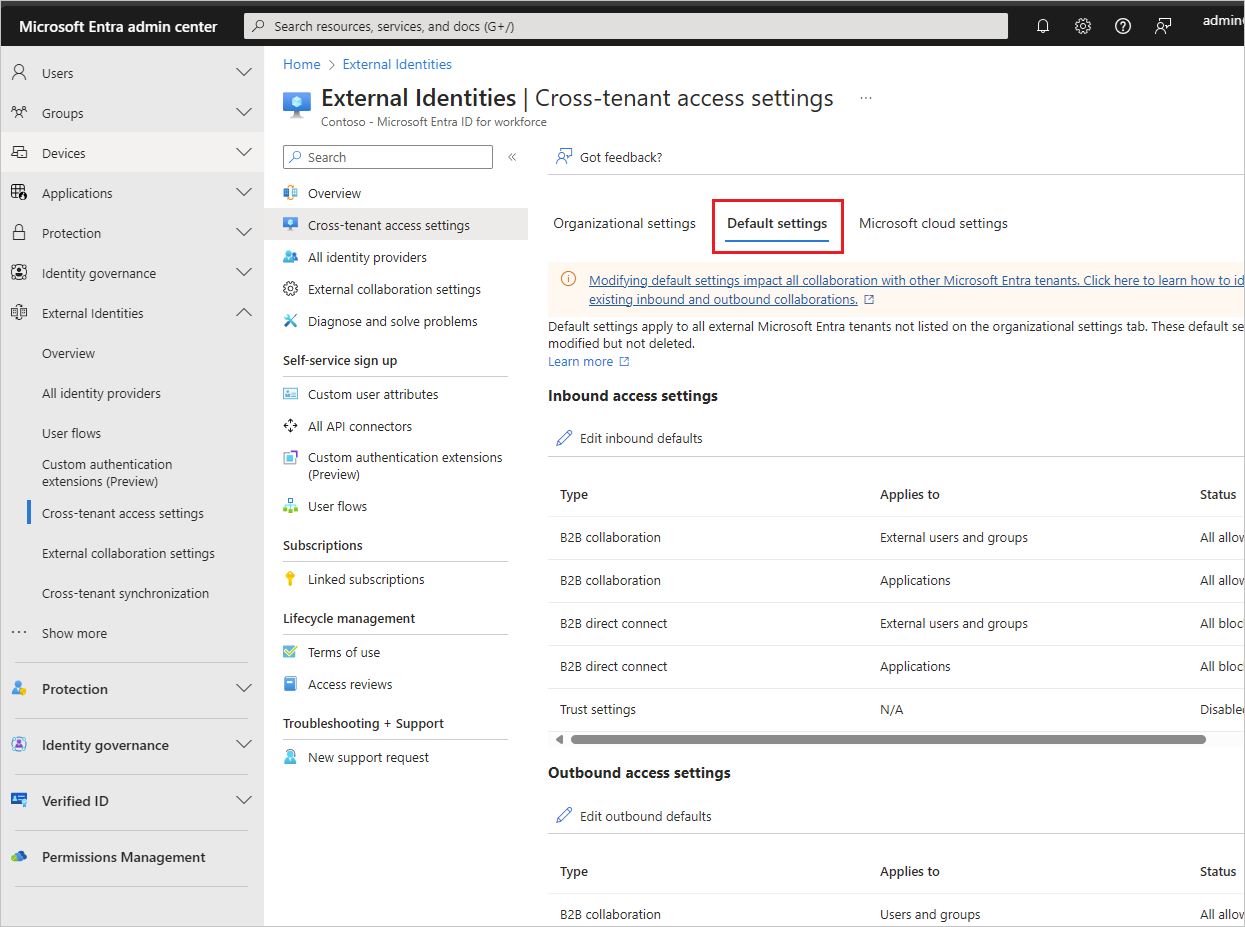 Microsoft Entra admin center
Search resources, services, and docs (G+/)
admin
Users
Groups
Devices
Applications
Protection
Identity governance
External Identities
Overview
All identity providers
User flows
Custom authentication
extensions (Preview)
Cross-tenant access settings
External collaboration settings
Cross-tenant synchronization
Show more
Protection
Identity governance
Verified ID
Permissions Management
Home > External Identities
External Identities | Cross-tenant access settings
Contoso - Microsoft Entra ID for workforce
Search
Overview
Cross-tenant access settings
All identity providers
External collaboration settings
Diagnose and solve problems
Self-service sign up
Custom user attributes
All API connectors
Custom authentication extensions
(Preview)
User flows
Subscriptions
Linked subscriptions
Lifecycle management
Terms of use
Access reviews
Troubleshooting + Support
New support request
Got feedback?
Organizational settings Default settings Microsoft cloud settings
Modifying default settings impact all collaboration with other Microsoft Entra tenants. Click here to learn how to id
existing inbound and outbound collaborations.
Default settings apply to all external Microsoft Entra tenants not listed on the organizational settings tab. These default se
modified but not deleted.
Learn more
Inbound access settings
Edit inbound defaults
Type Applies to Status
B2B collaboration External users and groups All allow
B2B collaboration Applications All allow
B2B direct connect External users and groups All bloc
B2B direct connect Applications All bloc
Trust settings N/A Disabled
Outbound access settings
Edit outbound defaults
Type Applies to Status
B2B collaboration Users and groups All allow